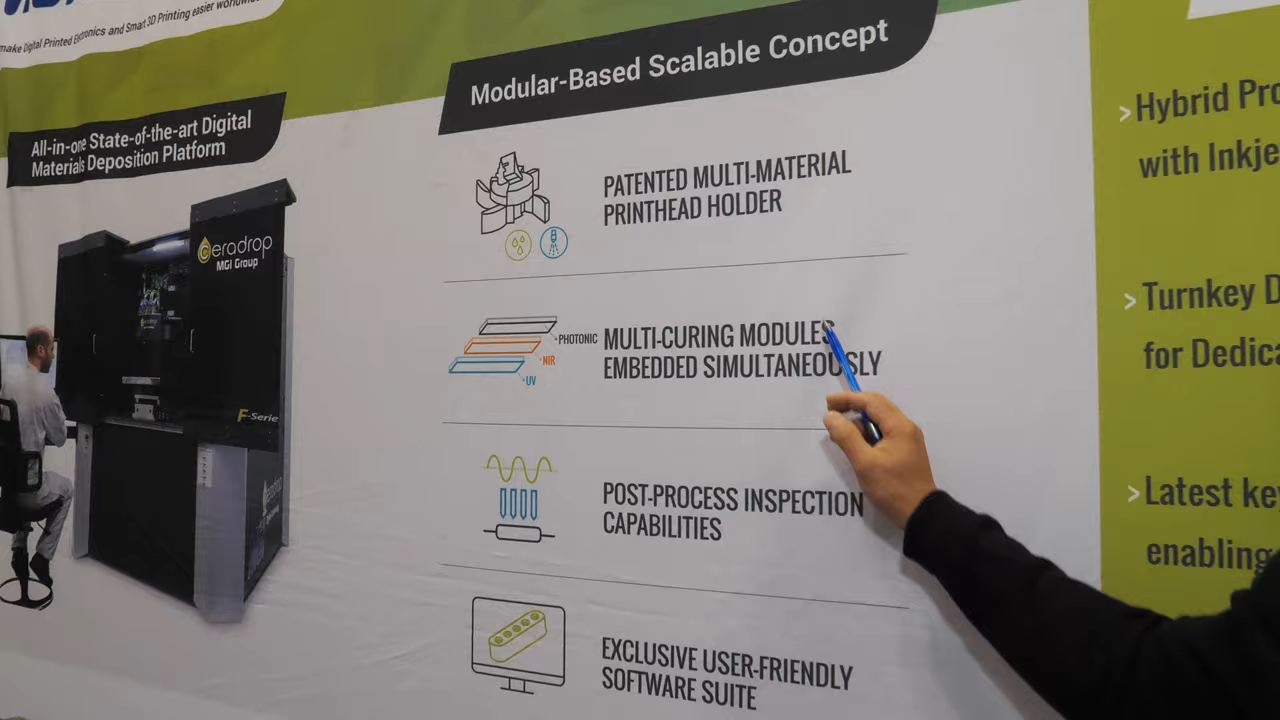 make Digital Printed Electronics and Smart 3D Printing easier
All-in-one State-of-the-art Digital
Materials Deposition Platform
Ceradrop
MGI Group
F-Serie
Modular-Based Scalable Concept
PATENTED MULTI-MATERIAL
PRINTHEAD HOLDER
PHOTONIC
NIR
UV
MULTI-CURING MODULES
EMBEDDED SIMULTANEOUSLY
POST-PROCESS INSPECTION
CAPABILITIES
EXCLUSIVE USER-FRIENDLY
SOFTWARE SUITE
> Hybrid Pro
with Inkje
> Turnkey D
for Dedica
> Latest key
enabling